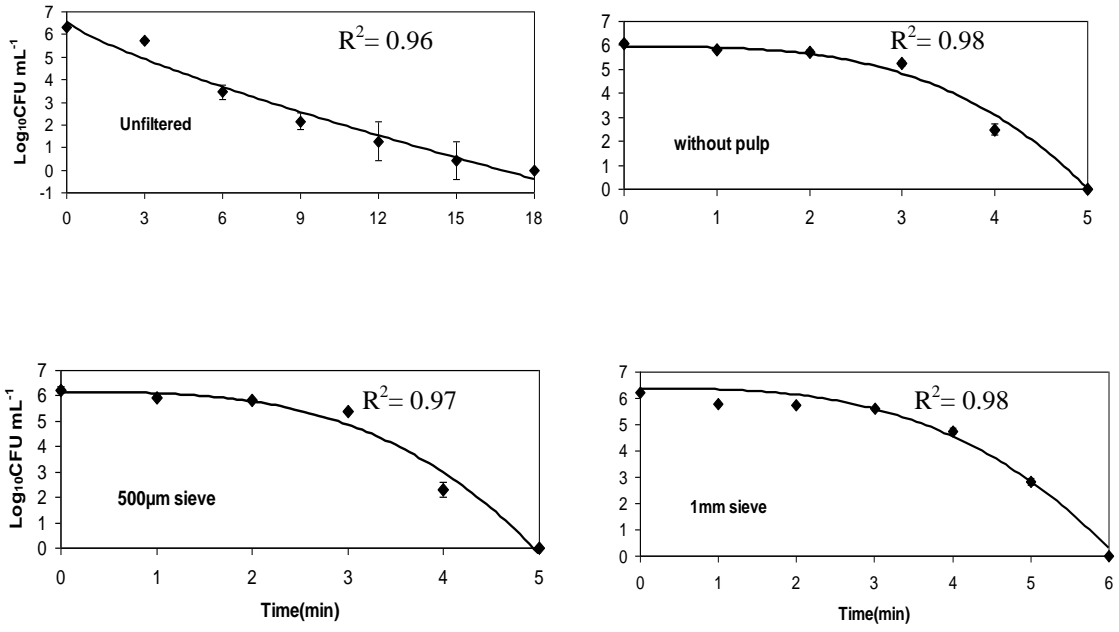 R²= 0.96
Unfiltered
Log₁₀CFU mL⁻¹
7
6
5
4
3
2
1
0
-1
0 3 6 9 12 15 18
R²= 0.98
without pulp
7
6
5
4
3
2
1
0
0 1 2 3 4 5
R²= 0.97
500µm sieve
Log₁₀CFU mL⁻¹
7
6
5
4
3
2
1
0
0 1 2 3 4 5
Time(min)
R²= 0.98
1mm sieve
7
6
5
4
3
2
1
0
0 1 2 3 4 5 6
Time(min)